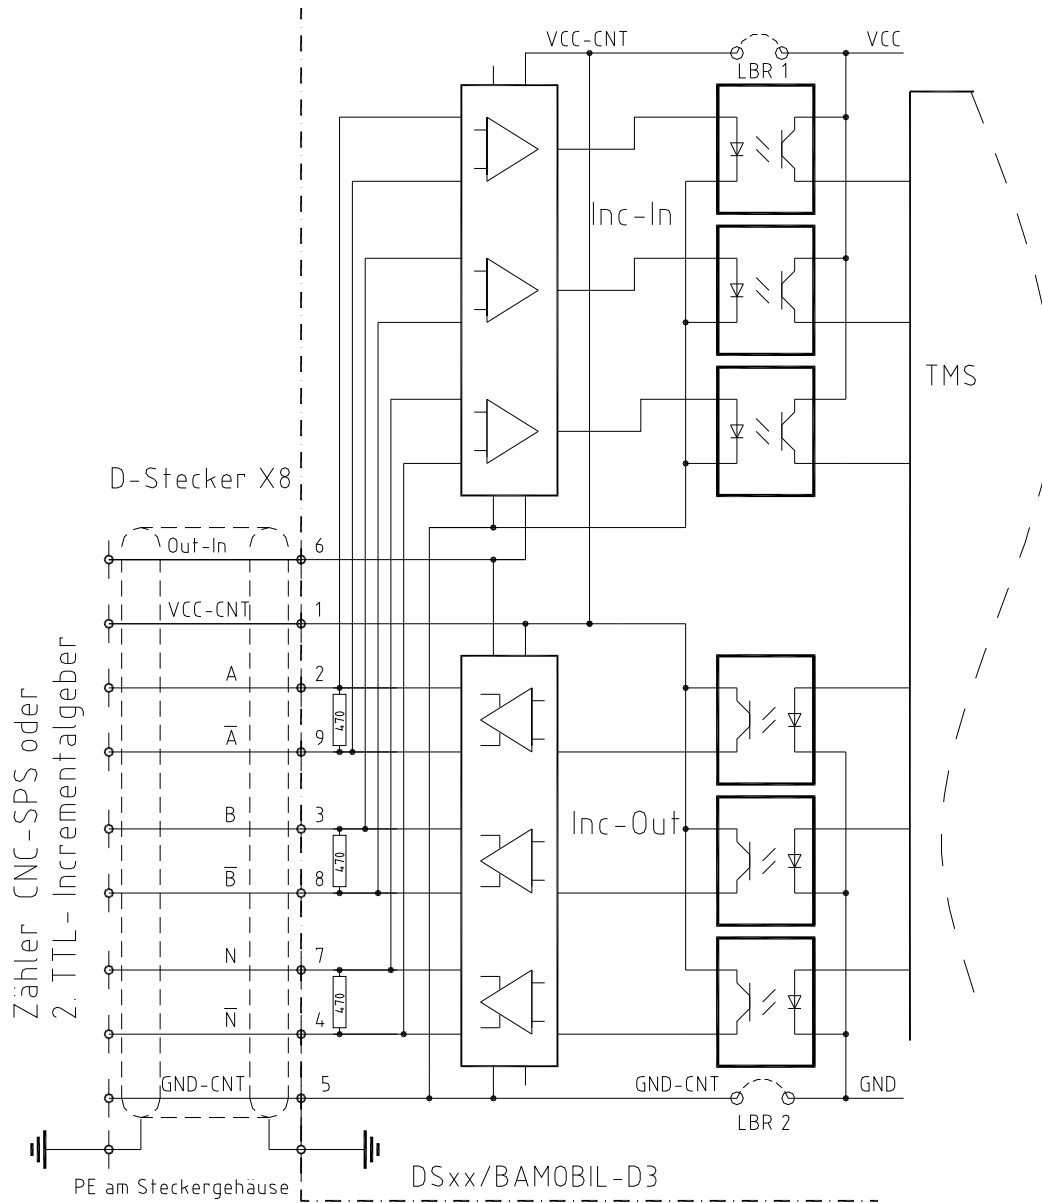 VCC-CNT
VCC
LBR 1
Inc-In
TMS
D-Stecker X8
Out-In
6
VCC-CNT
1
A
2
470
A̅
9
B
3
470
B̅
8
Inc-Out
N
7
470
N̅
4
GND-CNT
5
GND-CNT
GND
LBR 2
Zähler CNC-SPS oder
2. TTL-Incrementalgeber
PE am Steckergehäuse
DSxx/BAMOBIL-D3